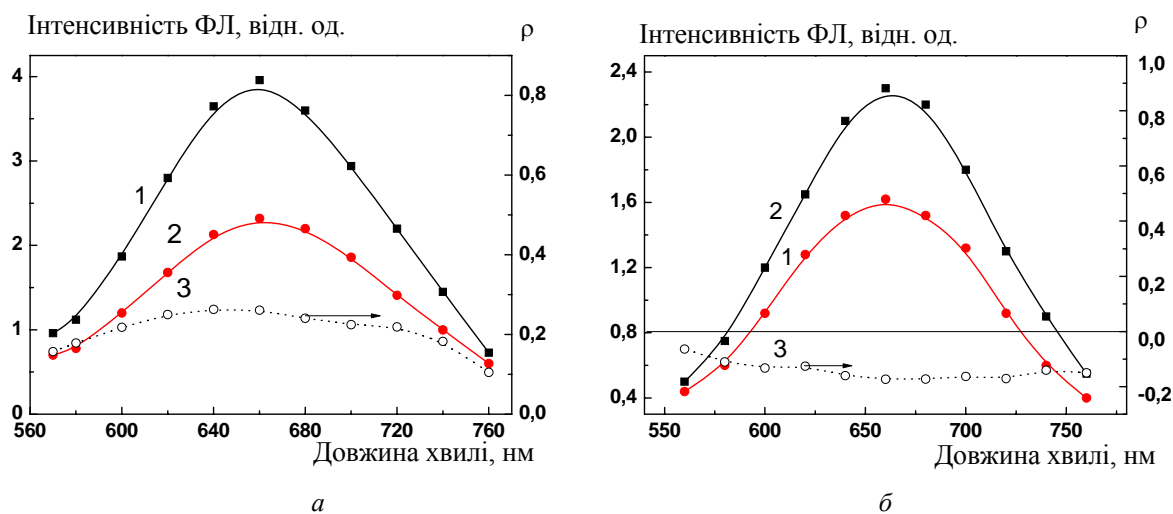 Інтенсивність ФЛ, відн. од.
ρ
4
3
2
1
0
0,8
0,6
0,4
0,2
0,0
1
2
3
560 600 640 680 720 760
Довжина хвилі, нм
а
Інтенсивність ФЛ, відн. од.
ρ
2,4
2,0
1,6
1,2
0,8
0,4
1,0
0,8
0,6
0,4
0,2
0,0
-0,2
2
1
3
550 600 650 700 750
Довжина хвилі, нм
б